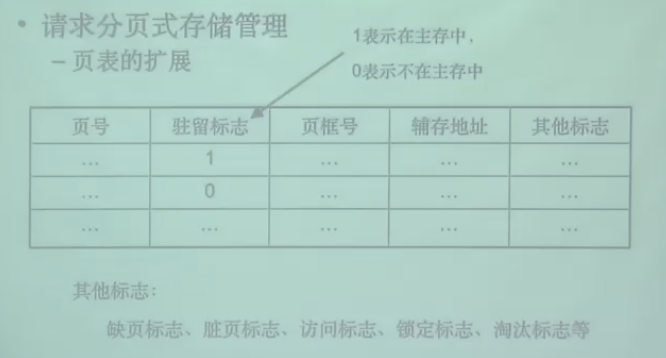 • 请求分页式存储管理
– 页表的扩展
1表示在主存中，
0表示不在主存中
页号 驻留标志 页框号 辅存地址 其他标志
... 1 ... ... ...
... 0 ... ... ...
... ... ... ... ...
其他标志：
缺页标志、脏页标志、访问标志、锁定标志、淘汰标志等